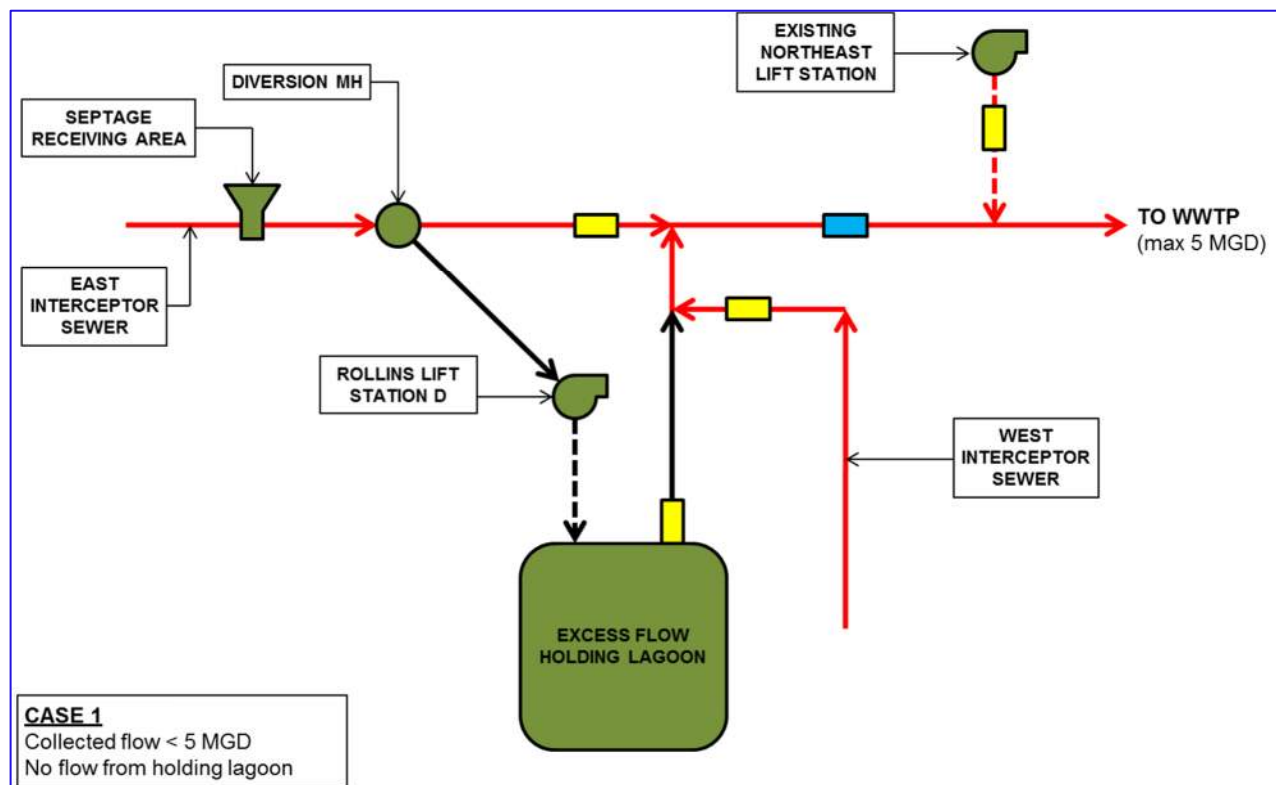 EXISTING
NORTHEAST
LIFT STATION
DIVERSION MH
SEPTAGE
RECEIVING AREA
TO WWTP
(max 5 MGD)
EAST
INTERCEPTOR
SEWER
ROLLINS LIFT
STATION D
WEST
INTERCEPTOR
SEWER
EXCESS FLOW
HOLDING LAGOON
CASE 1
Collected flow < 5 MGD
No flow from holding lagoon